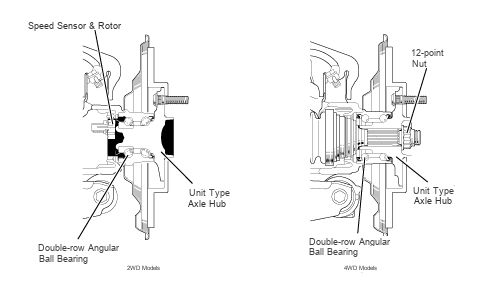 Speed Sensor & Rotor
12-point
Nut
Unit Type
Axle Hub
Unit Type
Axle Hub
Double-row Angular
Ball Bearing
Double-row Angular
Ball Bearing
2WD Models
4WD Models